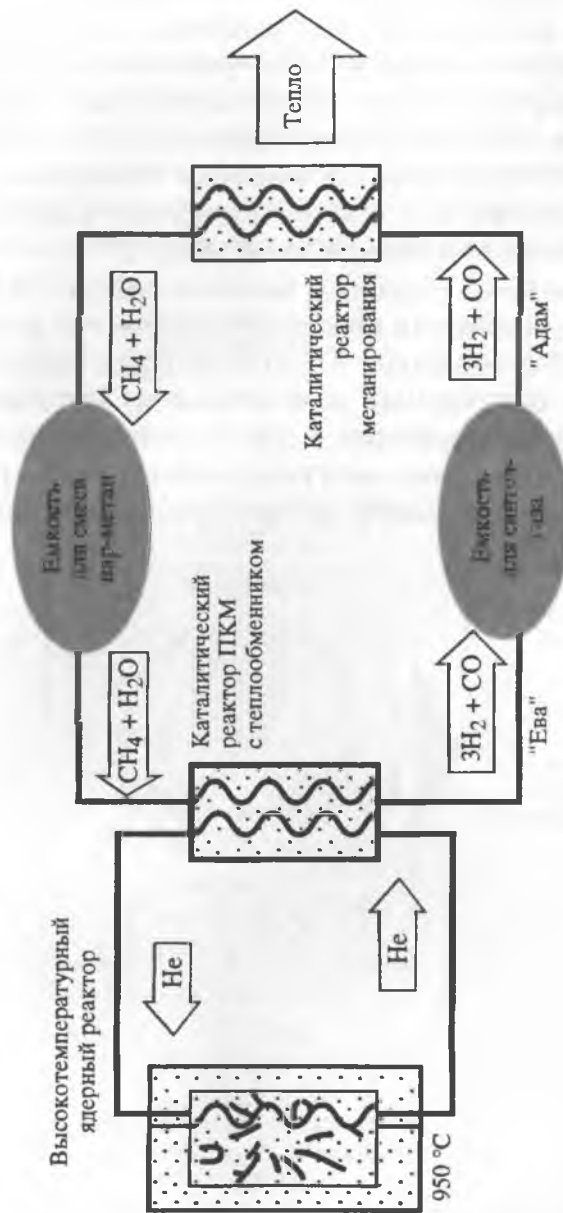 Высокотемпературный
ядерный реактор
950 °C
He
He
Каталитический
реактор ПКМ
с теплообменником
CH₄ + H₂O
3H₂ + CO
"Ева"
Емкость
для смеси
пар-метан
Емкость
для синтез-
газа
CH₄ + H₂O
3H₂ + CO
"Адам"
Каталитический
реактор
метанирования
Тепло